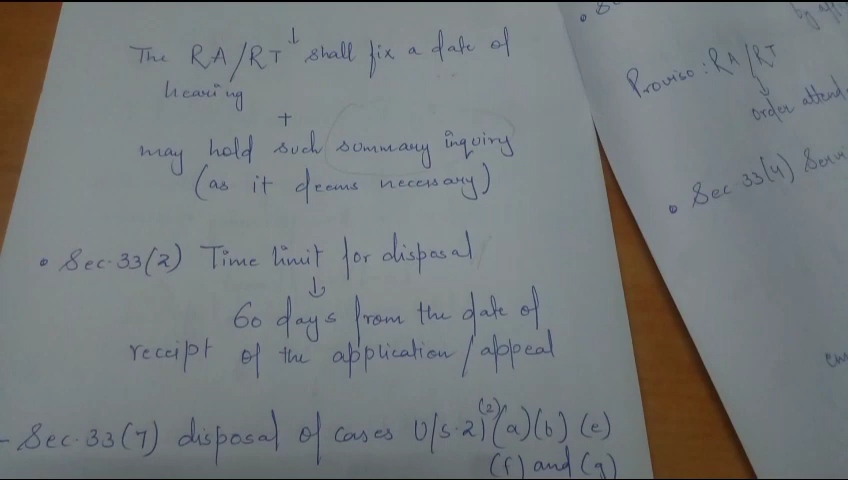 ↓
The RA/RT shall fix a date of
hearing
+
may hold such summary inquiry
(as it deems necessary)
• Sec. 33(2) Time limit for disposal
↓
60 days from the date of
receipt of the application/appeal
- Sec. 33(7) disposal of cases U/s. 21(2)(a)(b)(e)
(f) and (g)
Proviso: RA/RT
↓
order attend
• Sec. 33(4)